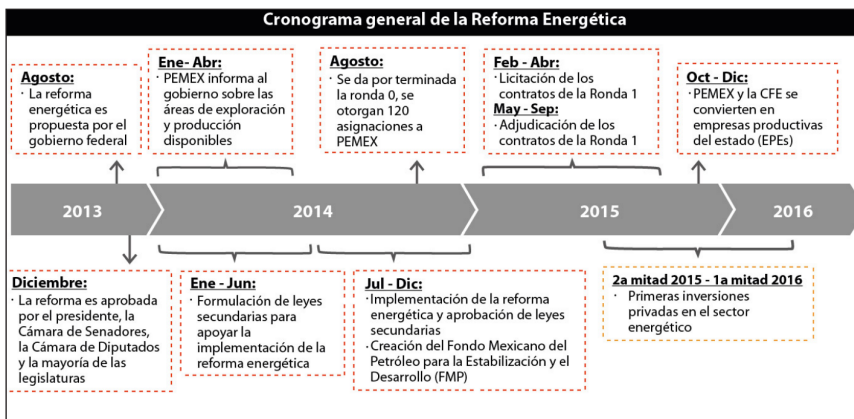 Cronograma general de la Reforma Energética
Agosto:
· La reforma
energética es
propuesta por el
gobierno federal
Ene- Abr:
· PEMEX informa al
gobierno sobre las
áreas de exploración
y producción
disponibles
Agosto:
· Se da por terminada
la ronda 0, se
otorgan 120
asignaciones a
PEMEX
Feb - Abr:
· Licitación de los
contratos de la Ronda 1
May - Sep:
· Adjudicación de los
contratos de la Ronda 1
Oct - Dic:
· PEMEX y la CFE se
convierten en
empresas productivas
del estado (EPEs)
2013
2014
2015
2016
Diciembre:
· La reforma es aprobada
por el presidente, la
Cámara de Senadores,
la Cámara de Diputados
y la mayoría de las
legislaturas
Ene - Jun:
· Formulación de leyes
secundarias para
apoyar la
implementación de la
reforma energética
Jul - Dic:
· Implementación de la reforma
energética y aprobación de leyes
secundarias
· Creación del Fondo Mexicano del
Petróleo para la Estabilización y el
Desarrollo (FMP)
2a mitad 2015 - 1a mitad 2016
· Primeras inversiones
privadas en el sector
energético